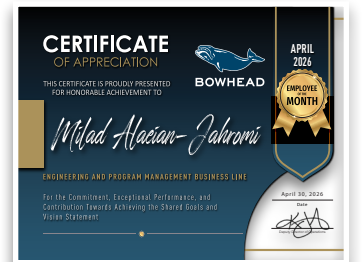 CERTIFICATE
OF APPRECIATION
THIS CERTIFICATE IS PROUDLY PRESENTED
FOR HONORABLE ACHIEVEMENT TO
BOWHEAD
APRIL
2026
EMPLOYEE
OF THE
MONTH
Milad Alaeian-Jahromi
ENGINEERING AND PROGRAM MANAGEMENT BUSINESS LINE
For the Commitment, Exceptional Performance, and
Contribution Towards Achieving the Shared Goals and
Vision Statement
April 30, 2026